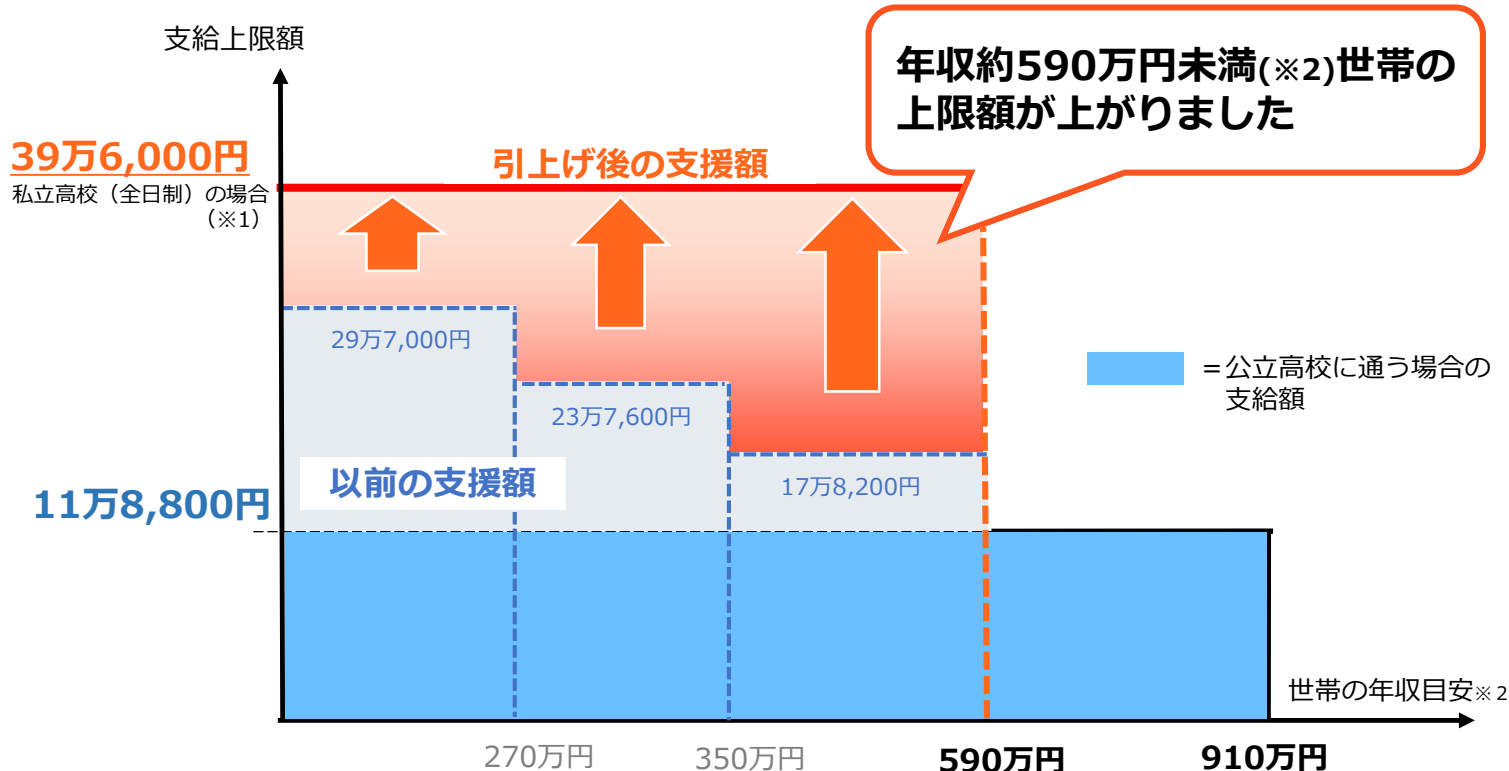 支給上限額
年収約590万円未満(※2)世帯の
上限額が上がりました
39万6,000円
私立高校（全日制）の場合
（※1）
引上げ後の支援額
29万7,000円
23万7,600円
17万8,200円
以前の支援額
11万8,800円
＝公立高校に通う場合の
支給額
世帯の年収目安※2
270万円
350万円
590万円
910万円